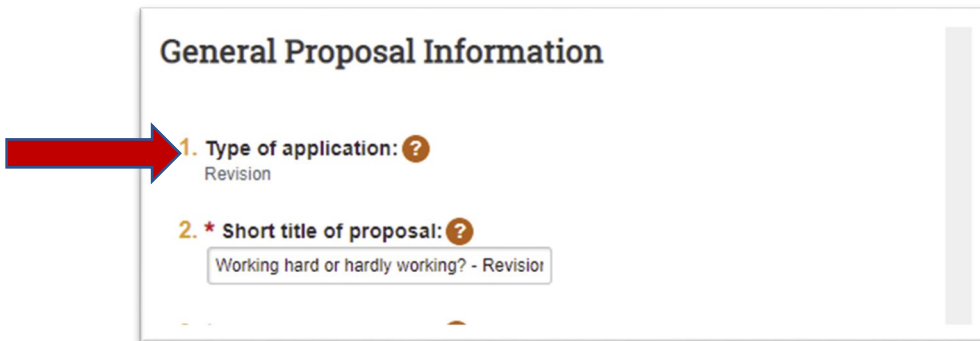 General Proposal Information
1. Type of application: ?
Revision
2. * Short title of proposal: ?
Working hard or hardly working? - Revision